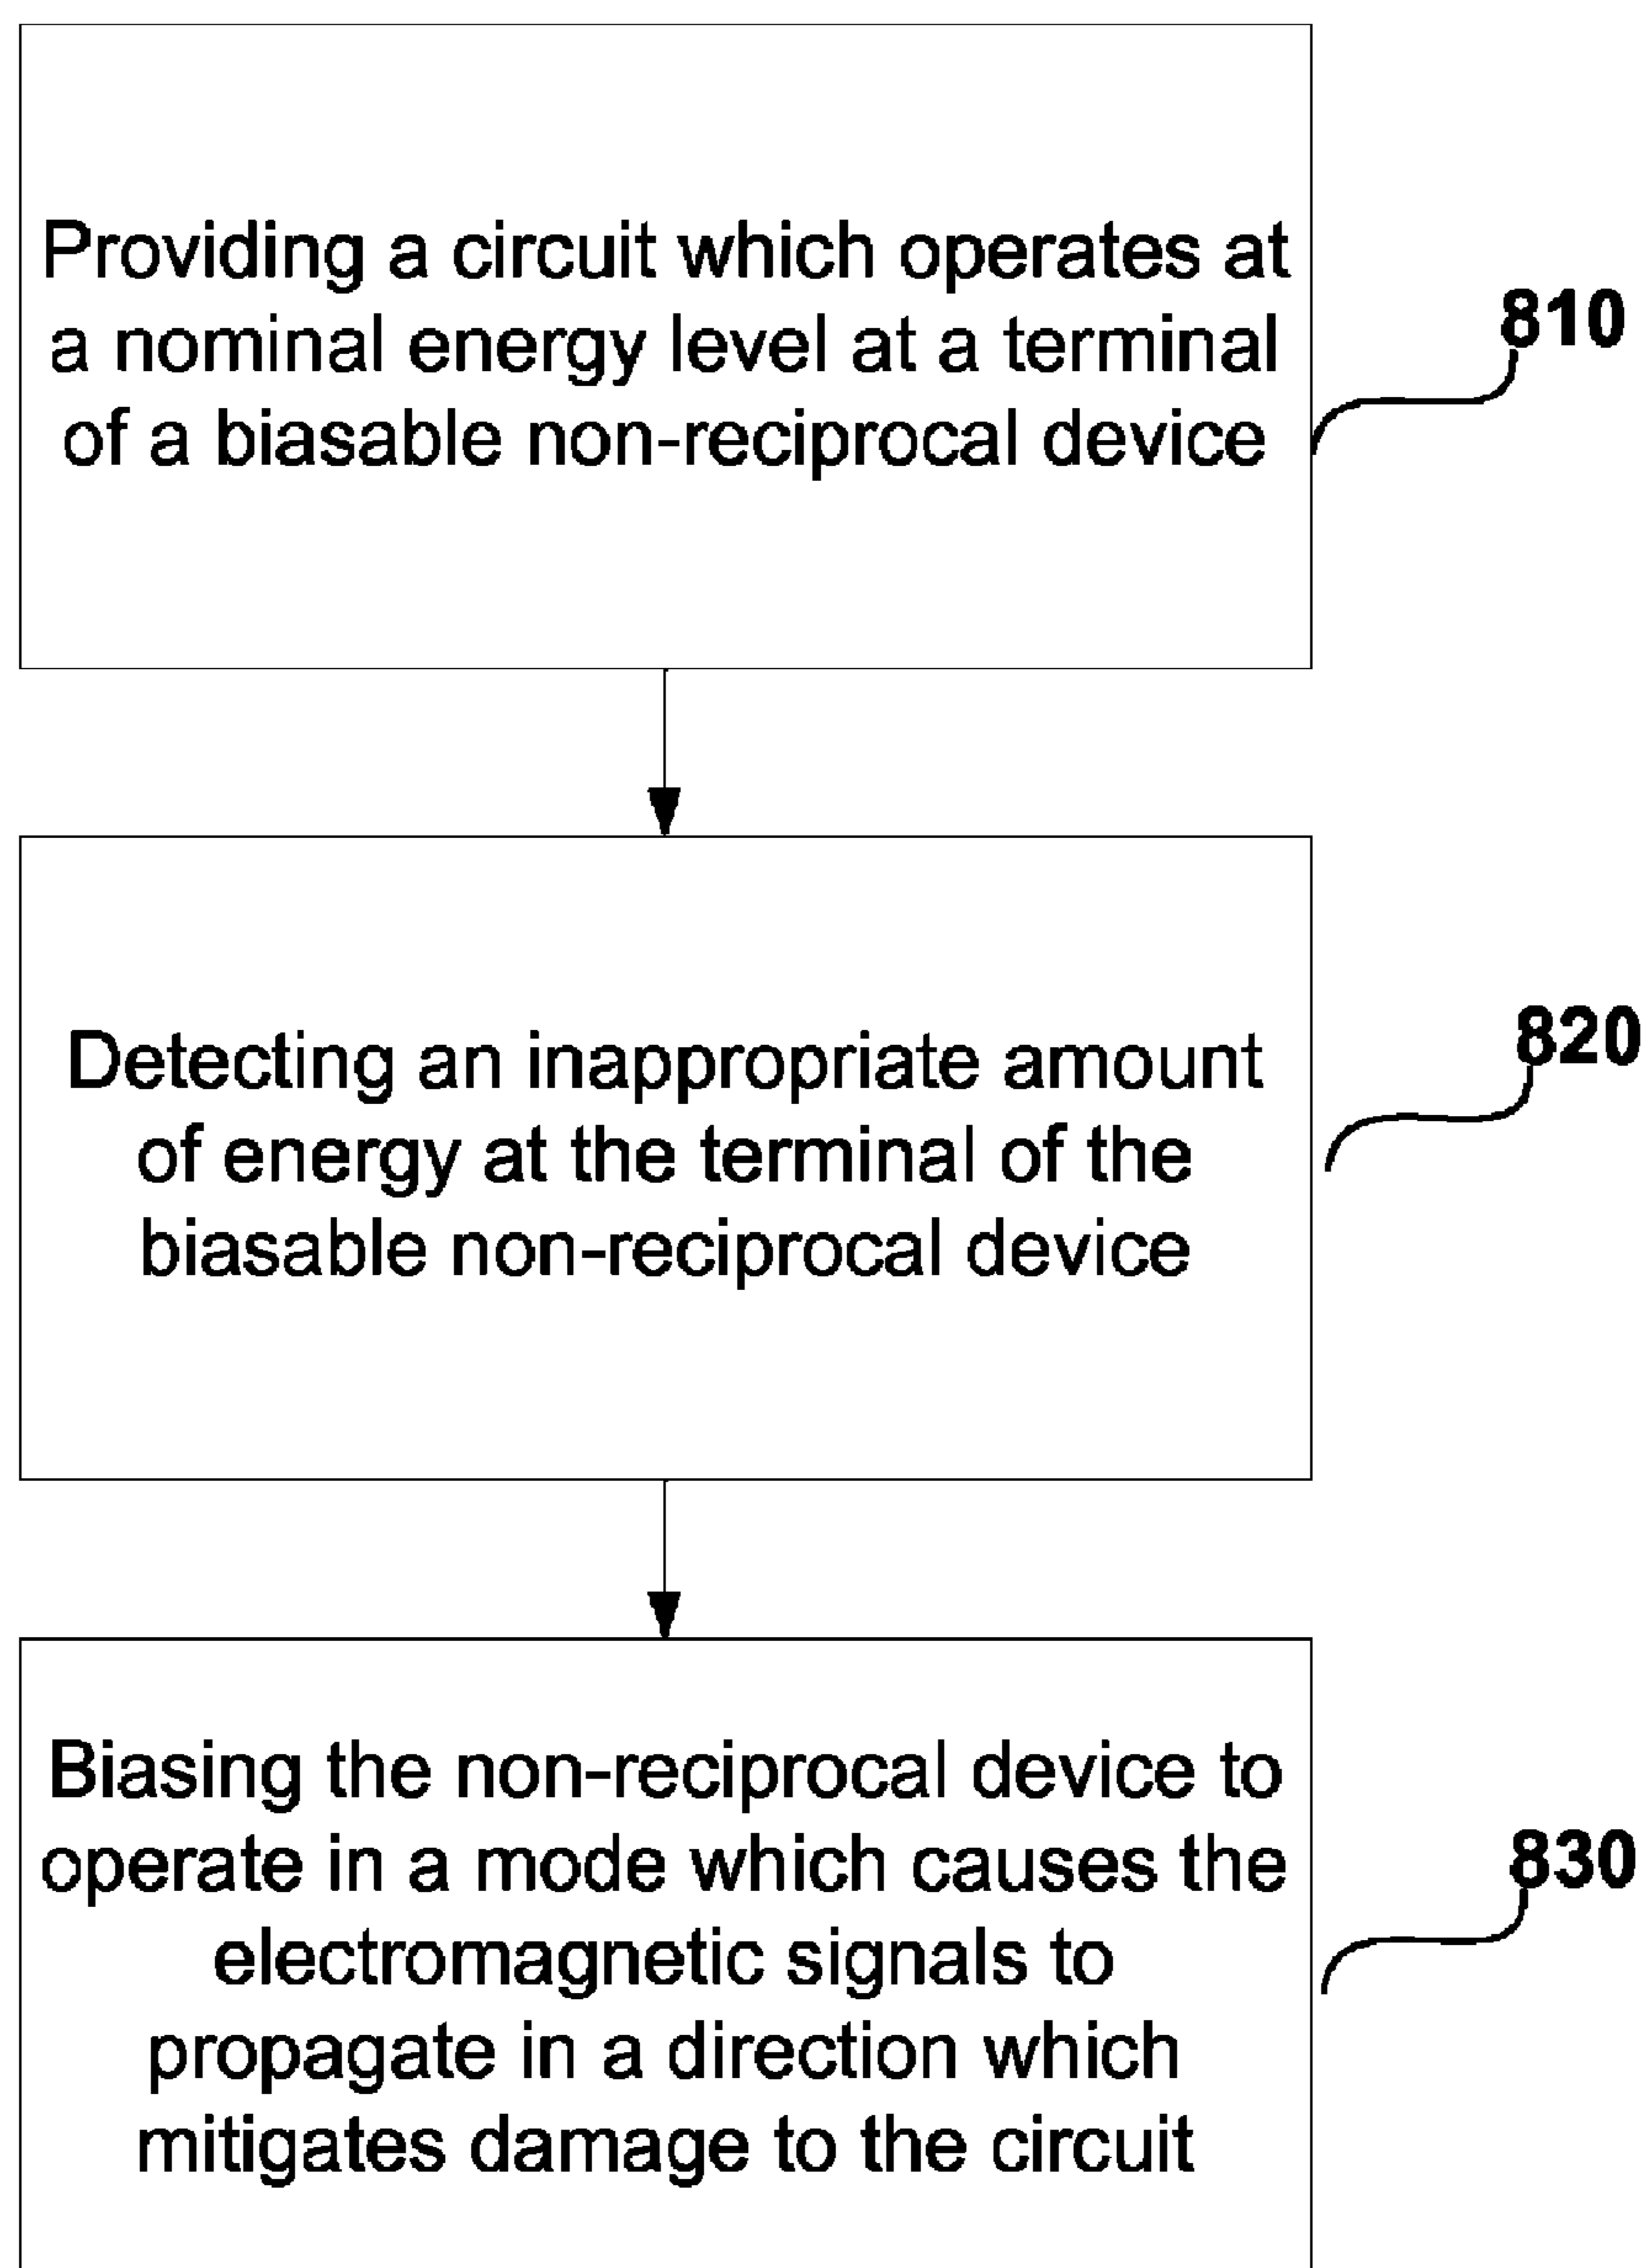 Providing a circuit which operates at
a nominal energy level at a terminal
of a biasable non-reciprocal device
810
Detecting an inappropriate amount
of energy at the terminal of the
biasable non-reciprocal device
820
Biasing the non-reciprocal device to
operate in a mode which causes the
electromagnetic signals to
propagate in a direction which
mitigates damage to the circuit
830